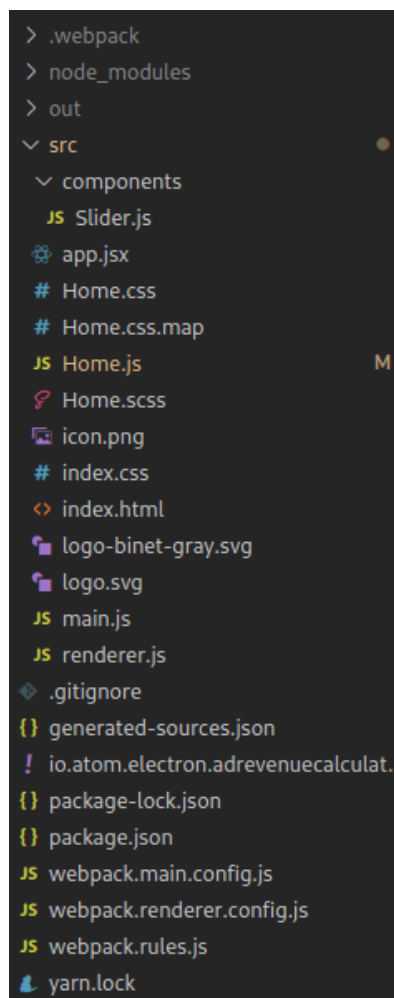 .webpack
node_modules
out
src
components
JS Slider.js
app.jsx
# Home.css
# Home.css.map
JS Home.js M
Home.scss
icon.png
# index.css
<> index.html
logo-binet-gray.svg
logo.svg
JS main.js
JS renderer.js
.gitignore
{} generated-sources.json
! io.atom.electron.adrevenuecalculat.
{} package-lock.json
{} package.json
JS webpack.main.config.js
JS webpack.renderer.config.js
JS webpack.rules.js
yarn.lock